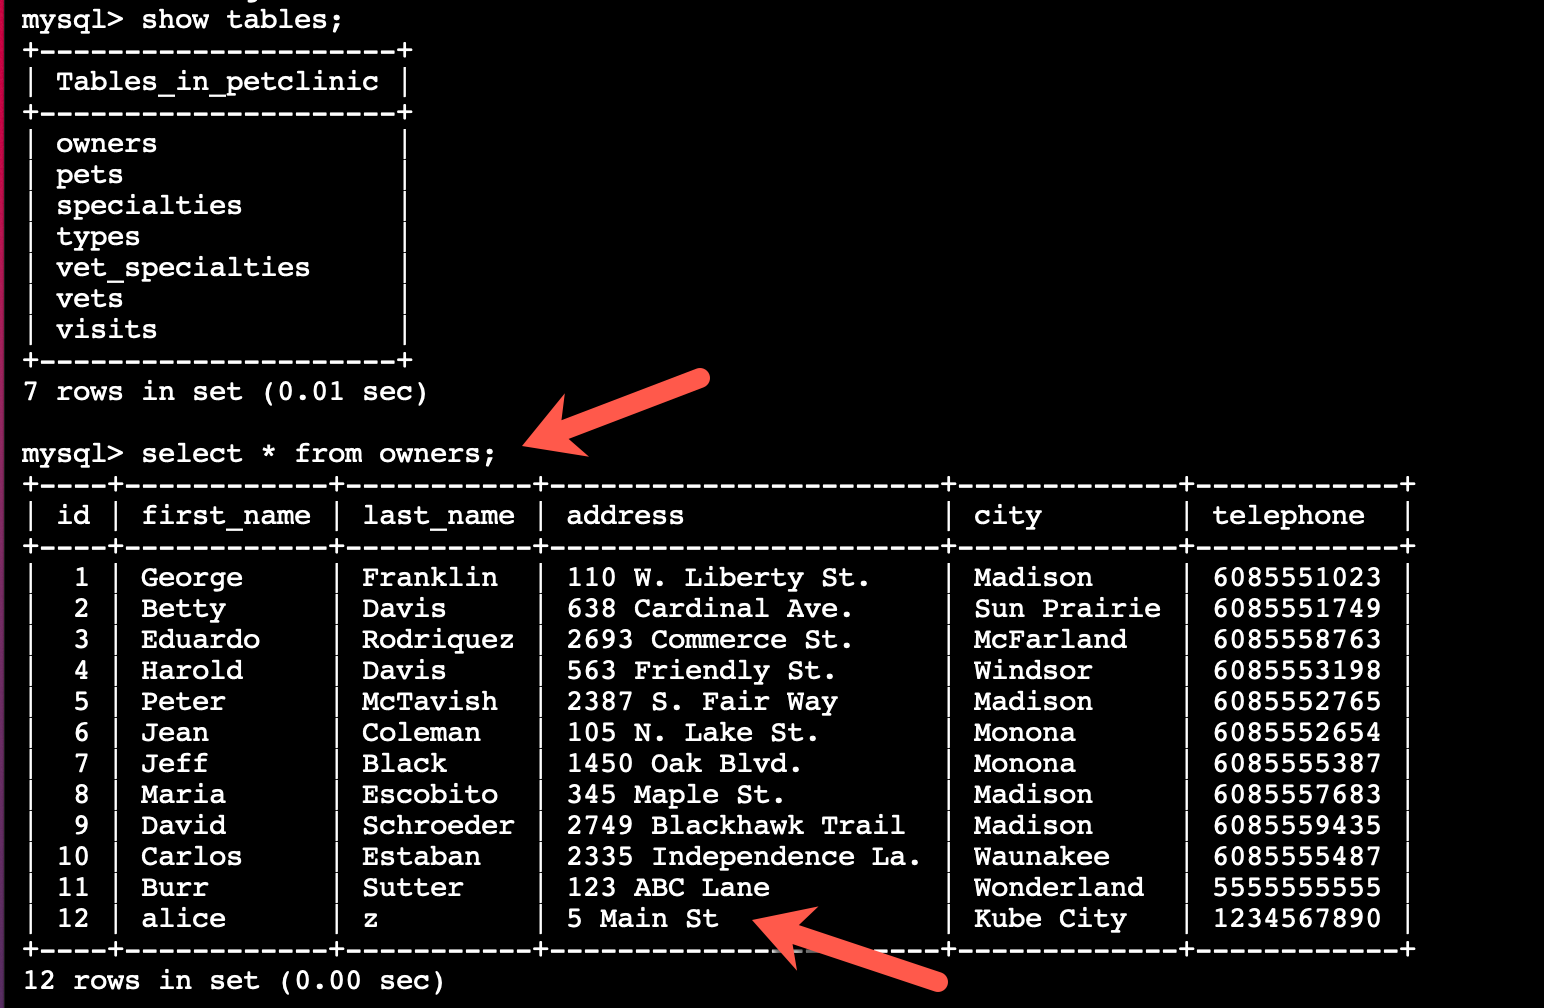 mysql> show tables;
+---------------------+
| Tables_in_petclinic |
+---------------------+
| owners              |
| pets                |
| specialties         |
| types               |
| vet_specialties     |
| vets                |
| visits              |
+---------------------+
7 rows in set (0.01 sec)
mysql> select * from owners;
+----+------------+-----------+-----------------------+-------------+------------+
| id | first_name | last_name | address               | city        | telephone  |
+----+------------+-----------+-----------------------+-------------+------------+
|  1 | George     | Franklin  | 110 W. Liberty St.    | Madison     | 6085551023 |
|  2 | Betty      | Davis     | 638 Cardinal Ave.     | Sun Prairie | 6085551749 |
|  3 | Eduardo    | Rodriquez | 2693 Commerce St.     | McFarland   | 6085558763 |
|  4 | Harold     | Davis     | 563 Friendly St.      | Windsor     | 6085553198 |
|  5 | Peter      | McTavish  | 2387 S. Fair Way      | Madison     | 6085552765 |
|  6 | Jean       | Coleman   | 105 N. Lake St.       | Monona      | 6085552654 |
|  7 | Jeff       | Black     | 1450 Oak Blvd.        | Monona      | 6085555387 |
|  8 | Maria      | Escobito  | 345 Maple St.         | Madison     | 6085557683 |
|  9 | David      | Schroeder | 2749 Blackhawk Trail  | Madison     | 6085559435 |
| 10 | Carlos     | Estaban   | 2335 Independence La. | Waunakee    | 6085555487 |
| 11 | Burr       | Sutter    | 123 ABC Lane          | Wonderland  | 5555555555 |
| 12 | alice      | z         | 5 Main St             | Kube City   | 1234567890 |
+----+------------+-----------+-----------------------+-------------+------------+
12 rows in set (0.00 sec)